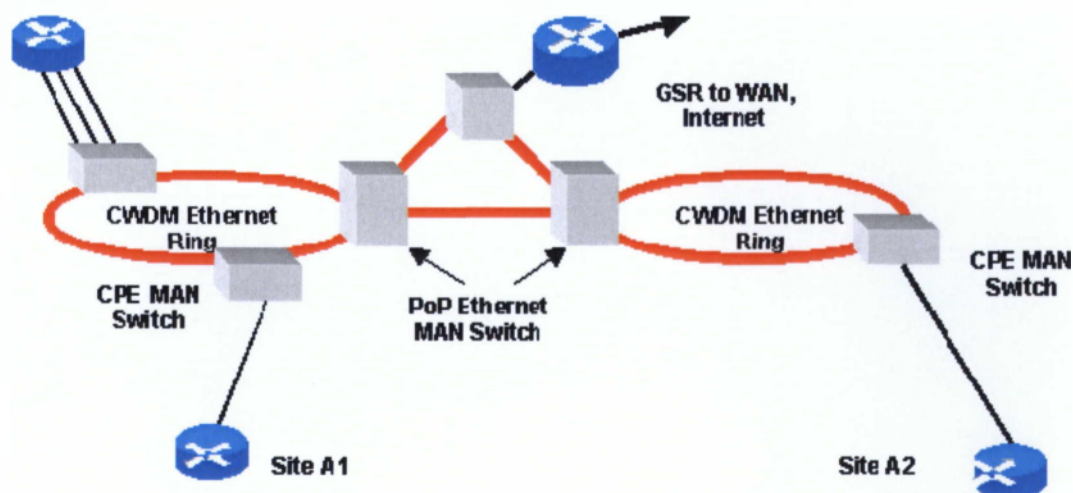 GSR to WAN,
Internet
CWDM Ethernet
Ring
CWDM Ethernet
Ring
CPE MAN
Switch
PoP Ethernet
MAN Switch
CPE MAN
Switch
Site A1
Site A2